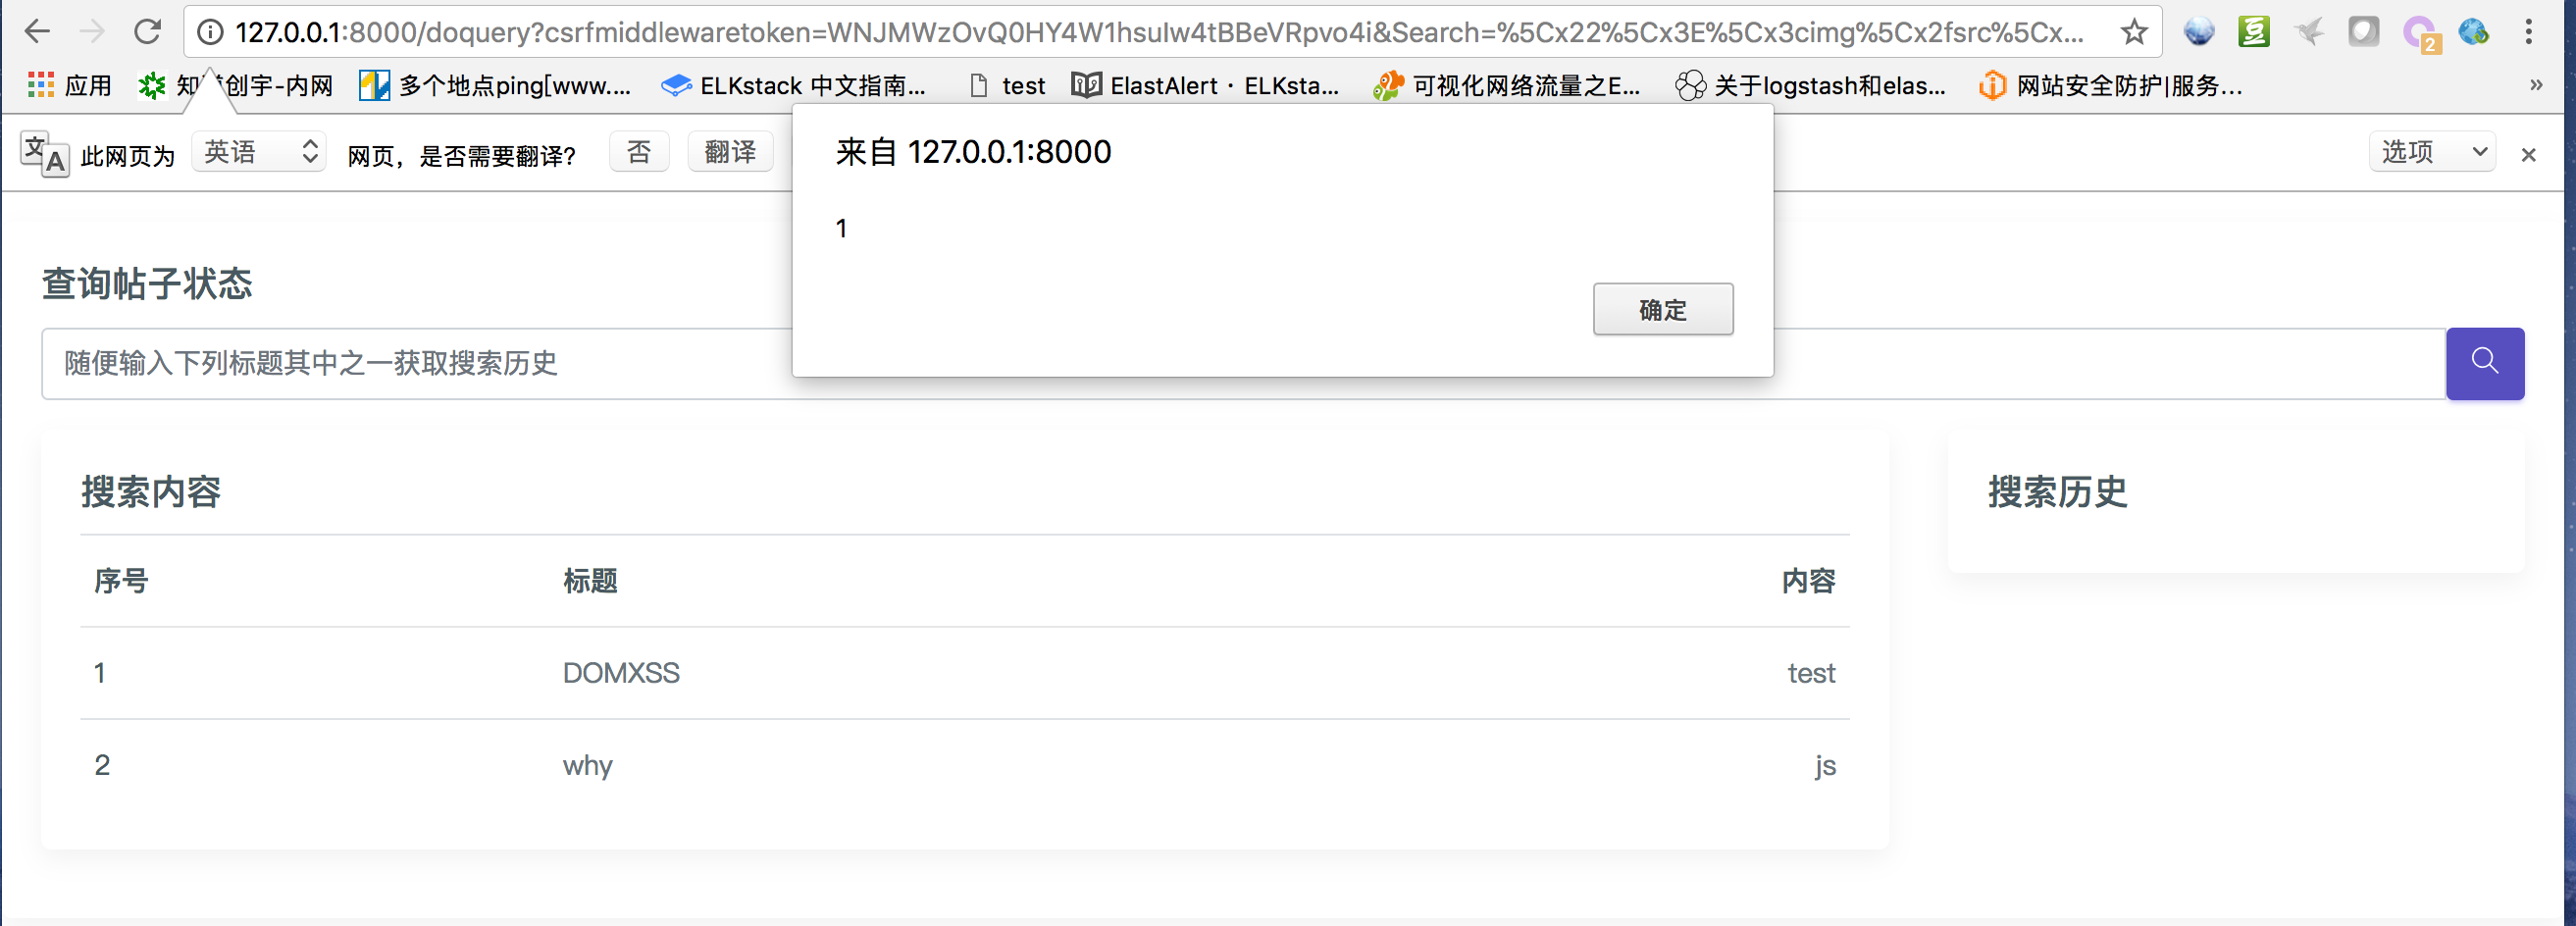 127.0.0.1:8000/doquery?csrfmiddlewaretoken=WNJMWzOvQ0HY4W1hsuIw4tBBeVRpvo4i&Search=%5Cx22%5Cx3E%5Cx3cimg%5Cx2fsrc%5Cx...
2
应用 知 创宇-内网 多个地点ping[www.... ELKstack 中文指南... test ElastAlert · ELKsta... 可视化网络流量之E... 关于logstash和elas... 网站安全防护|服务... »
文A 此网页为 英语 网页，是否需要翻译? 否 翻译 选项 ×
来自 127.0.0.1:8000
1
确定
查询帖子状态
随便输入下列标题其中之一获取搜索历史
搜索内容
搜索历史
序号 标题 内容
1 DOMXSS test
2 why js